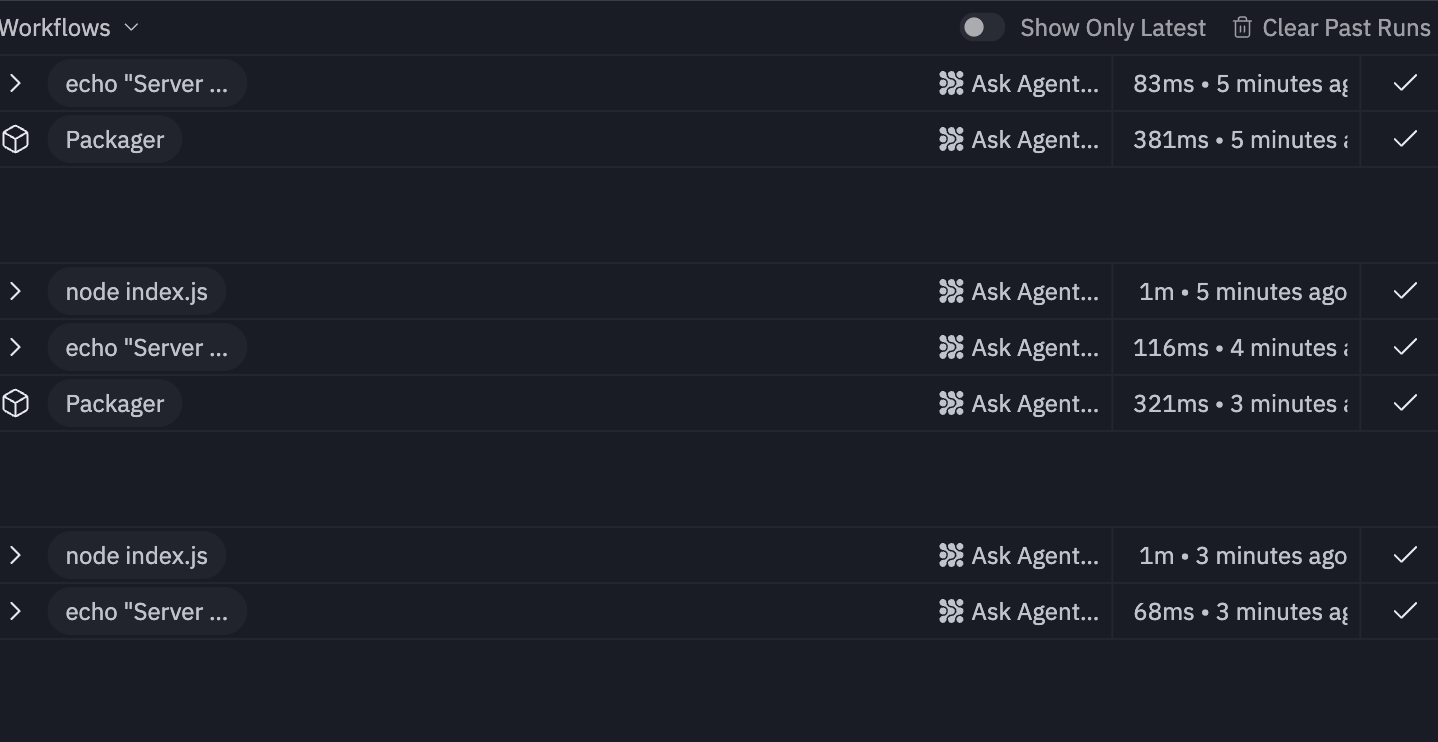 Workflows Show Only Latest Clear Past Runs
echo "Server ... Ask Agent... 83ms • 5 minutes
Packager Ask Agent... 381ms • 5 minutes
node index.js Ask Agent... 1m • 5 minutes ago
echo "Server ... Ask Agent... 116ms • 4 minutes
Packager Ask Agent... 321ms • 3 minutes
node index.js Ask Agent... 1m • 3 minutes ago
echo "Server ... Ask Agent... 68ms • 3 minutes